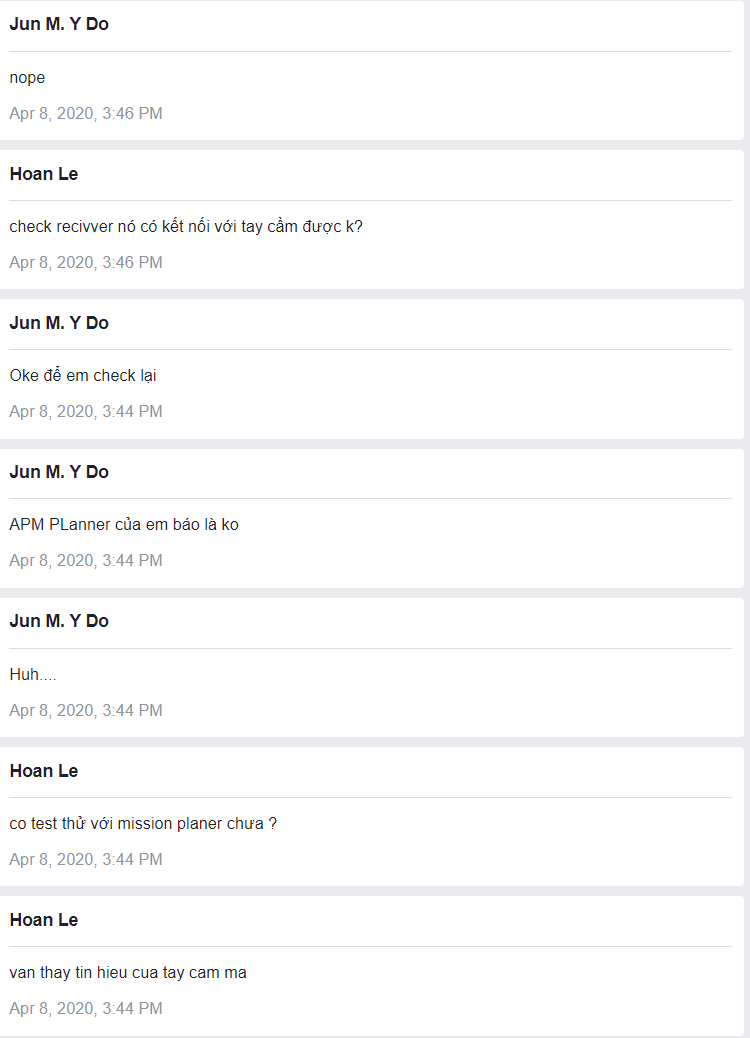 Jun M. Y Do
nope
Apr 8, 2020, 3:46 PM
Hoan Le
check recivver nó có kết nối với tay cầm được k?
Apr 8, 2020, 3:46 PM
Jun M. Y Do
Oke để em check lại
Apr 8, 2020, 3:44 PM
Jun M. Y Do
APM PLanner của em báo là ko
Apr 8, 2020, 3:44 PM
Jun M. Y Do
Huh....
Apr 8, 2020, 3:44 PM
Hoan Le
co test thử với mission planer chưa ?
Apr 8, 2020, 3:44 PM
Hoan Le
van thay tin hieu cua tay cam ma
Apr 8, 2020, 3:44 PM